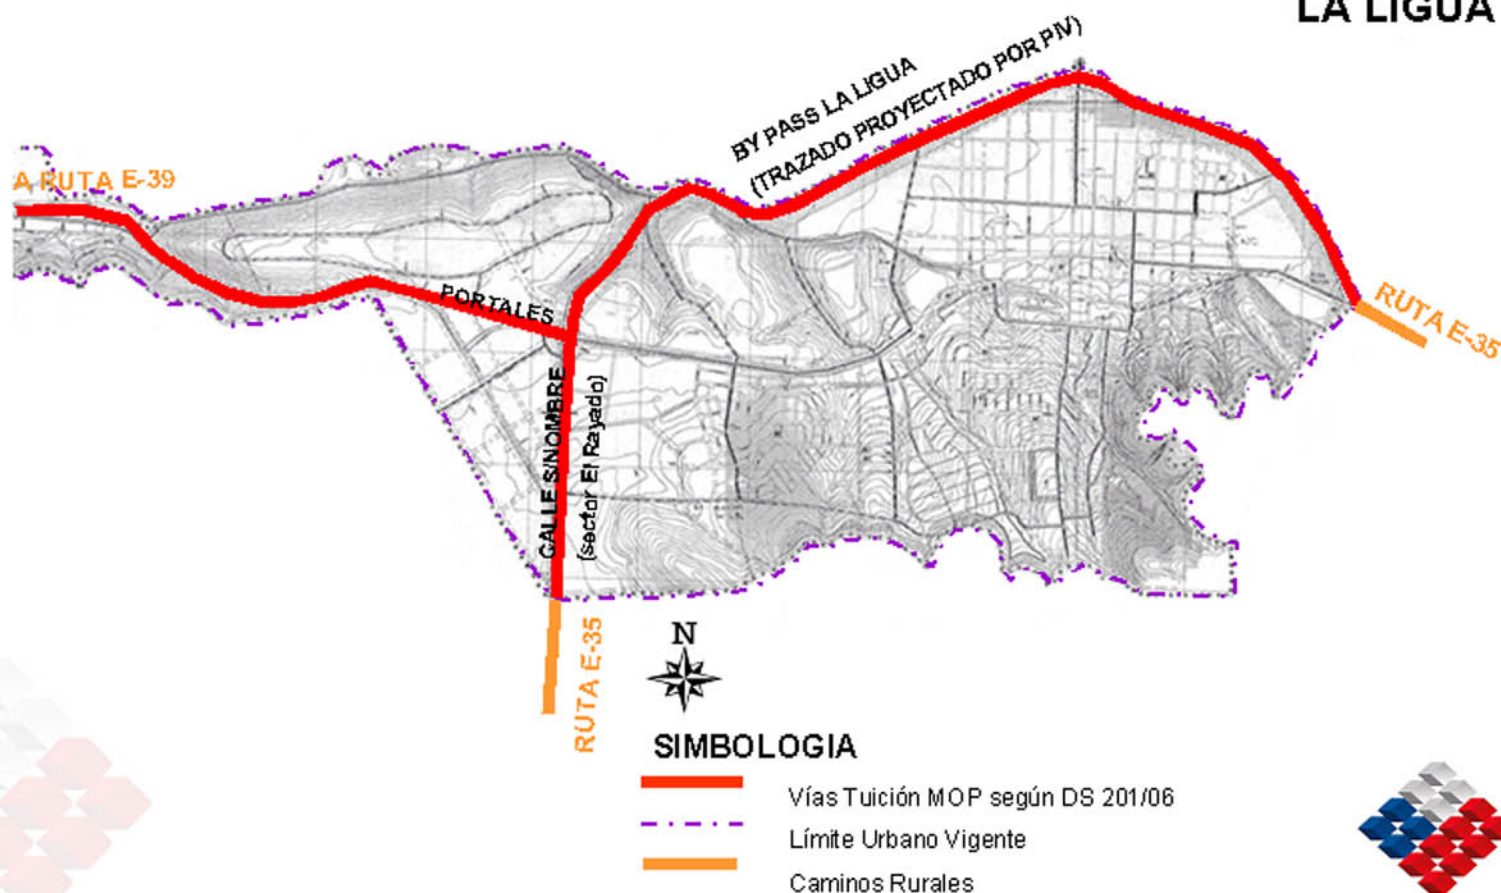 LA LIGUA
BY PASS LA LIGUA
(TRAZADO PROYECTADO POR PIV)
A RUTA E-39
PORTALES
RUTA E-35
CALLE S/NOMBRE
(sector El Rayado)
RUTA E-35
N
SIMBOLOGIA
Vías Tuición MOP según DS 201/06
Límite Urbano Vigente
Caminos Rurales